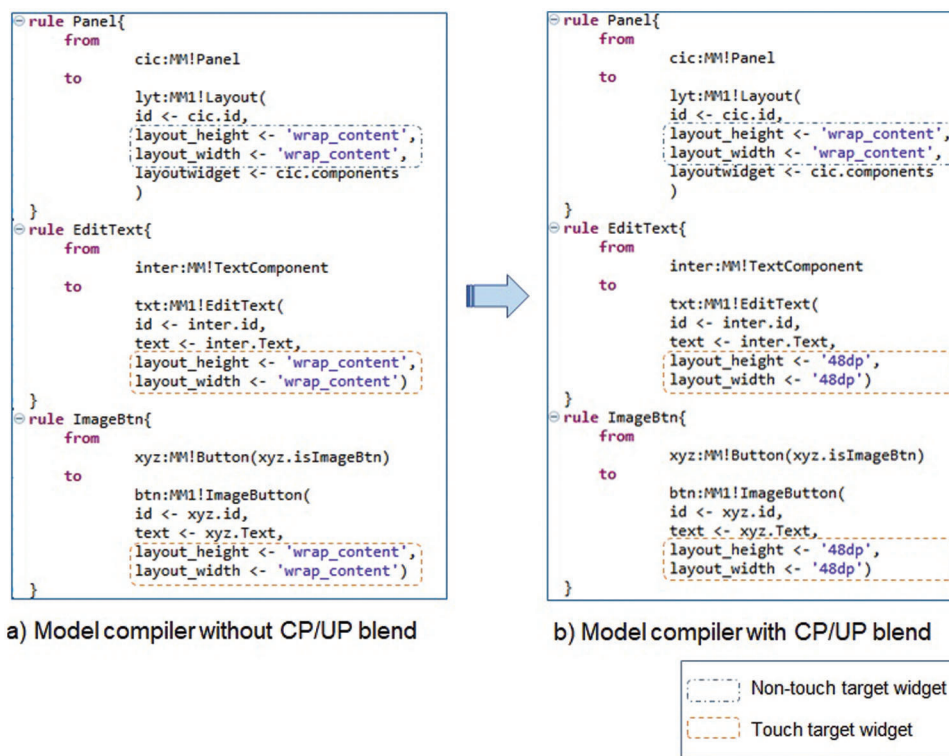 rule Panel{
from
cic:MM!Panel
to
lyt:MM1!Layout(
id <- cic.id,
layout_height <- 'wrap_content',
layout_width <- 'wrap_content',
layoutwidget <- cic.components
)
}
rule EditText{
from
inter:MM!TextComponent
to
txt:MM1!EditText(
id <- inter.id,
text <- inter.Text,
layout_height <- 'wrap_content',
layout_width <- 'wrap_content')
}
rule ImageBtn{
from
xyz:MM!Button(xyz.isImageBtn)
to
btn:MM1!ImageButton(
id <- xyz.id,
text <- xyz.Text,
layout_height <- 'wrap_content',
layout_width <- 'wrap_content')
}
a) Model compiler without CP/UP blend
rule Panel{
from
cic:MM!Panel
to
lyt:MM1!Layout(
id <- cic.id,
layout_height <- 'wrap_content',
layout_width <- 'wrap_content',
layoutwidget <- cic.components
)
}
rule EditText{
from
inter:MM!TextComponent
to
txt:MM1!EditText(
id <- inter.id,
text <- inter.Text,
layout_height <- '48dp',
layout_width <- '48dp')
}
rule ImageBtn{
from
xyz:MM!Button(xyz.isImageBtn)
to
btn:MM1!ImageButton(
id <- xyz.id,
text <- xyz.Text,
layout_height <- '48dp',
layout_width <- '48dp')
}
b) Model compiler with CP/UP blend
Non-touch target widget
Touch target widget